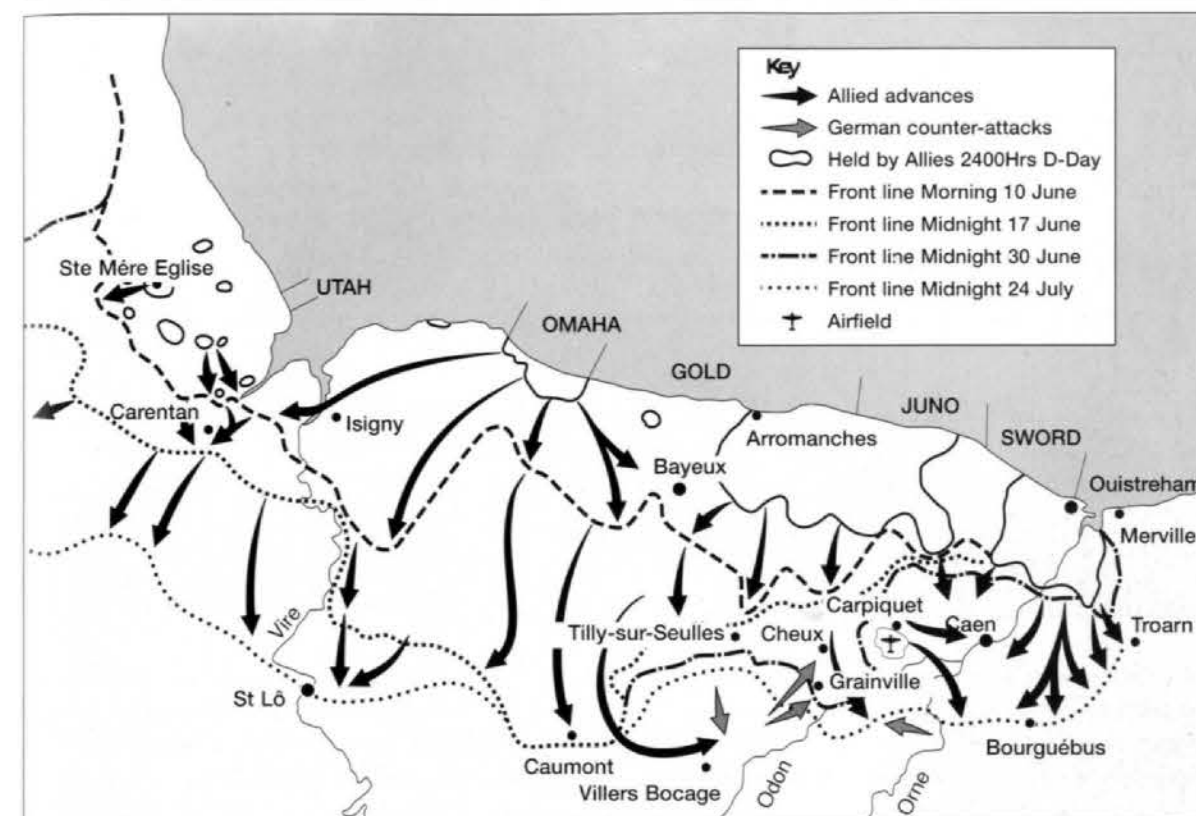 Key
Allied advances
German counter-attacks
Held by Allies 2400Hrs D-Day
Front line Morning 10 June
Front line Midnight 17 June
Front line Midnight 30 June
Front line Midnight 24 July
Airfield
Ste Mére Eglise
UTAH
OMAHA
GOLD
JUNO
SWORD
Carentan
Isigny
Bayeux
Arromanches
Ouistreham
Merville
Vire
Tilly-sur-Seulles
Cheux
Carpiquet
Caen
Troarn
Grainville
St Lô
Caumont
Villers Bocage
Odon
Orne
Bourguébus